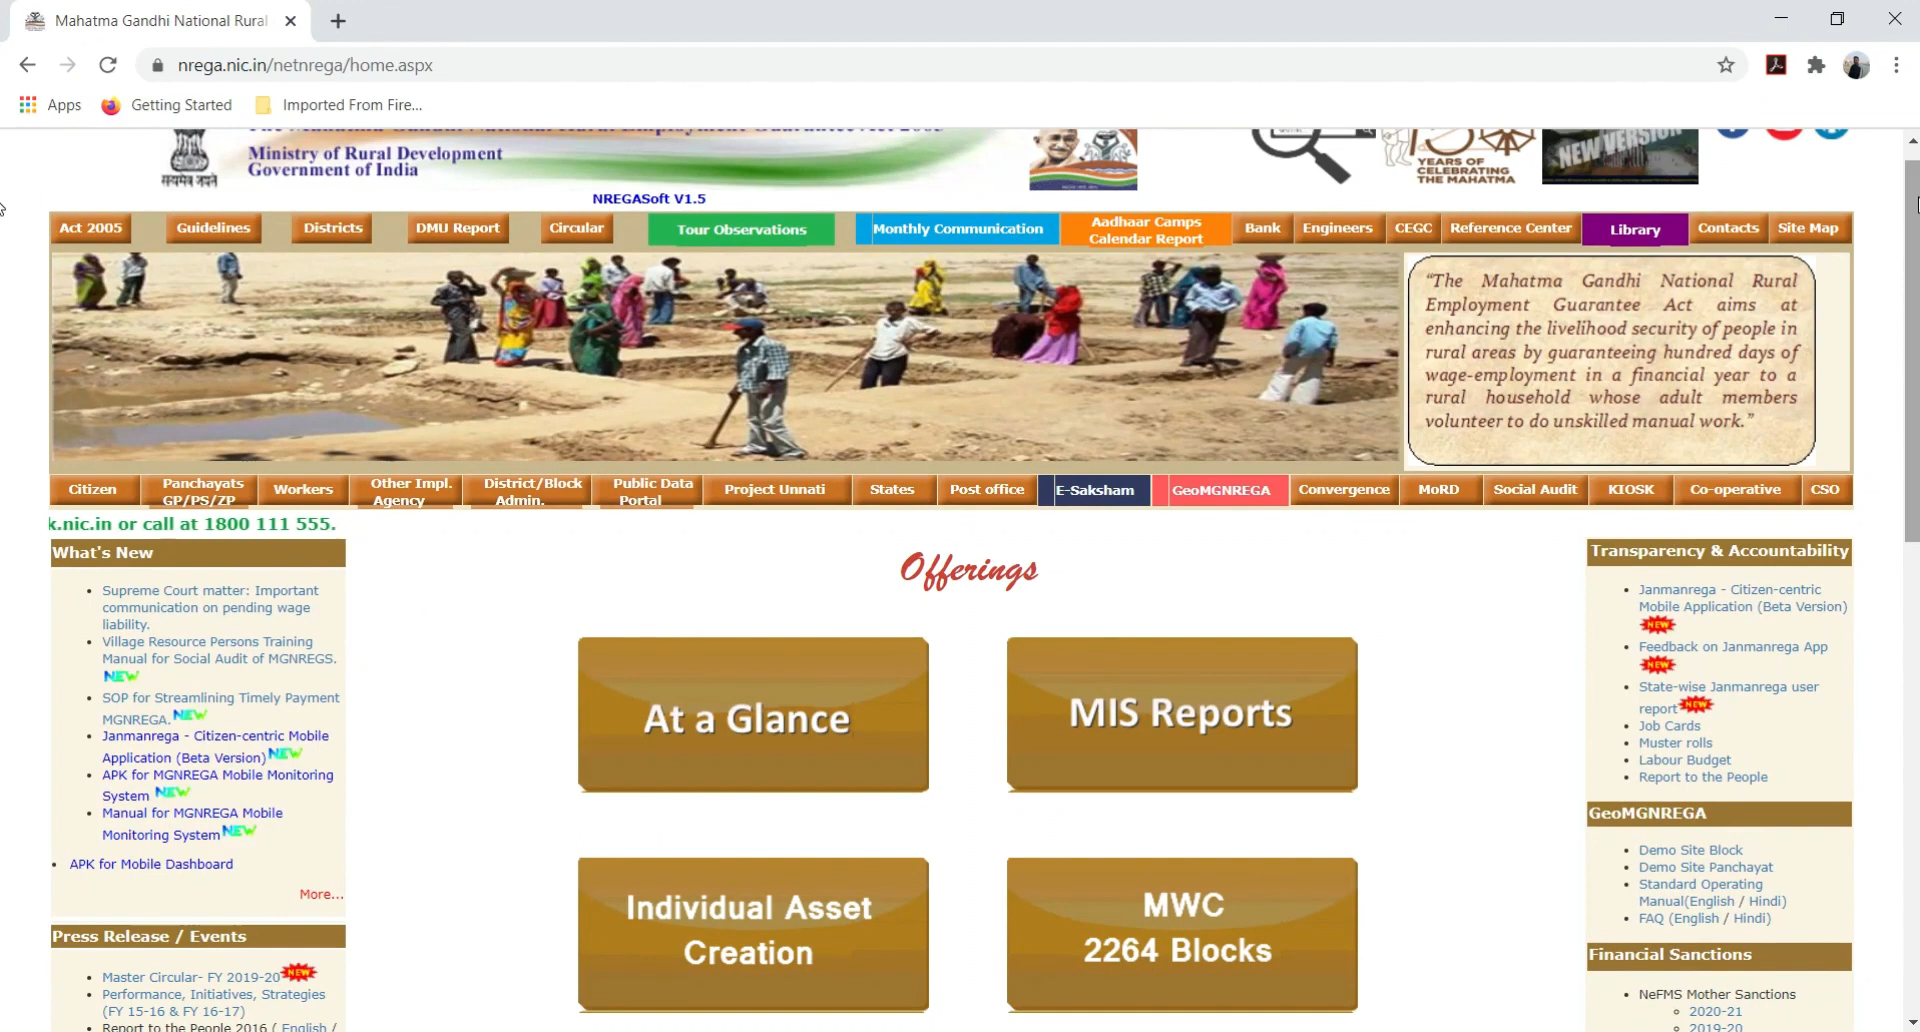 Mahatma Gandhi National Rural
nrega.nic.in/netnrega/home.aspx
Apps
Getting Started
Imported From Fire...
Ministry of Rural Development
Government of India
सत्यमेव जयते
YEARS OF
CELEBRATING
THE MAHATMA
NEW VERSION
NREGASoft V1.5
Act 2005
Guidelines
Districts
DMU Report
Circular
Tour Observations
Monthly Communication
Aadhaar Camps
Calendar Report
Bank
Engineers
CEGC
Reference Center
Library
Contacts
Site Map
“The Mahatma Gandhi National Rural
Employment Guarantee Act aims at
enhancing the livelihood security of people in
rural areas by guaranteeing hundred days of
wage-employment in a financial year to a
rural household whose adult members
volunteer to do unskilled manual work.”
Citizen
Panchayats
GP/PS/ZP
Workers
Other Impl.
Agency
District/Block
Admin.
Public Data
Portal
Project Unnati
States
Post office
E-Saksham
GeoMGNREGA
Convergence
MoRD
Social Audit
KIOSK
Co-operative
CSO
k.nic.in or call at 1800 111 555.
What's New
Supreme Court matter: Important
communication on pending wage
liability.
Village Resource Persons Training
Manual for Social Audit of MGNREGS.
NEW
SOP for Streamlining Timely Payment
MGNREGA. NEW
Janmanrega - Citizen-centric Mobile
Application (Beta Version) NEW
APK for MGNREGA Mobile Monitoring
System NEW
Manual for MGNREGA Mobile
Monitoring System NEW
APK for Mobile Dashboard
More...
Press Release / Events
Master Circular- FY 2019-20 NEW
Performance, Initiatives, Strategies
(FY 15-16 & FY 16-17)
Report to the People 2016 ( English /
Offerings
At a Glance
MIS Reports
Individual Asset
Creation
MWC
2264 Blocks
Transparency & Accountability
Janmanrega - Citizen-centric
Mobile Application (Beta Version)
NEW
Feedback on Janmanrega App
NEW
State-wise Janmanrega user
report NEW
Job Cards
Muster rolls
Labour Budget
Report to the People
GeoMGNREGA
Demo Site Block
Demo Site Panchayat
Standard Operating
Manual(English / Hindi)
FAQ (English / Hindi)
Financial Sanctions
NeFMS Mother Sanctions
2020-21
2019-20